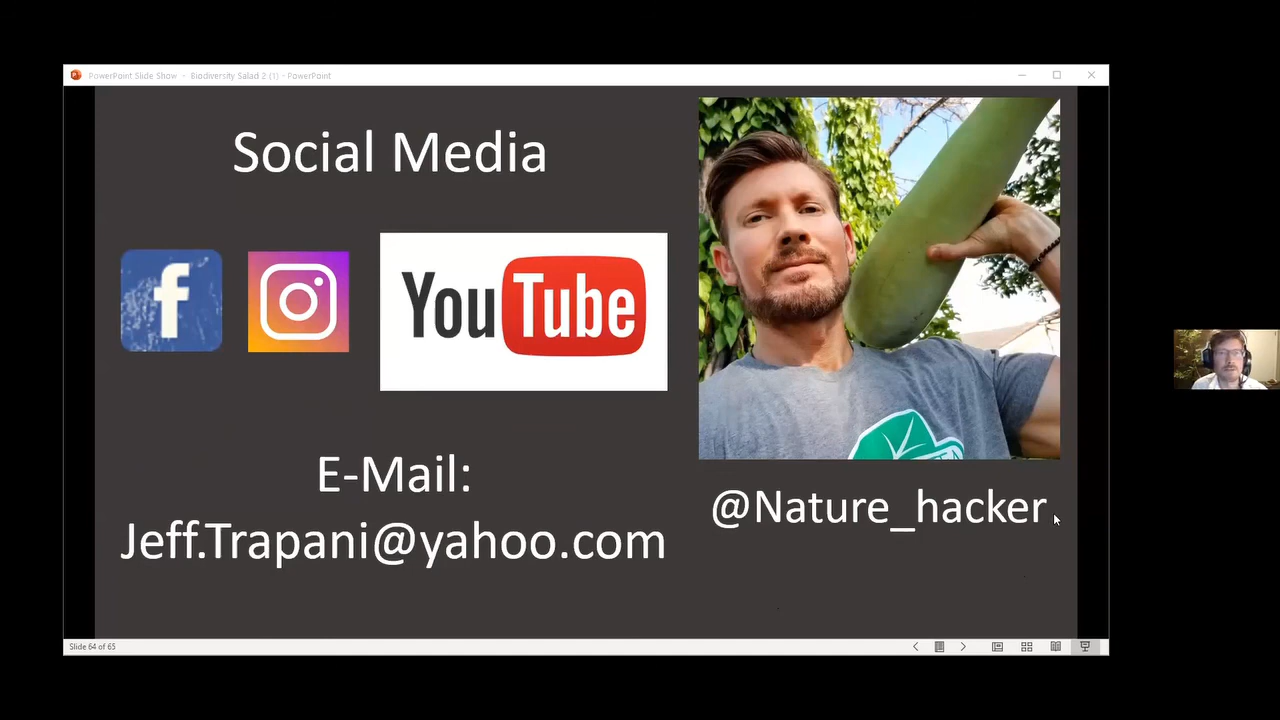 PowerPoint Slide Show - Biodiversity Salad 2 (1) - PowerPoint
Social Media
f
YouTube
E-Mail:
Jeff.Trapani@yahoo.com
@Nature_hacker
Slide 64 of 65